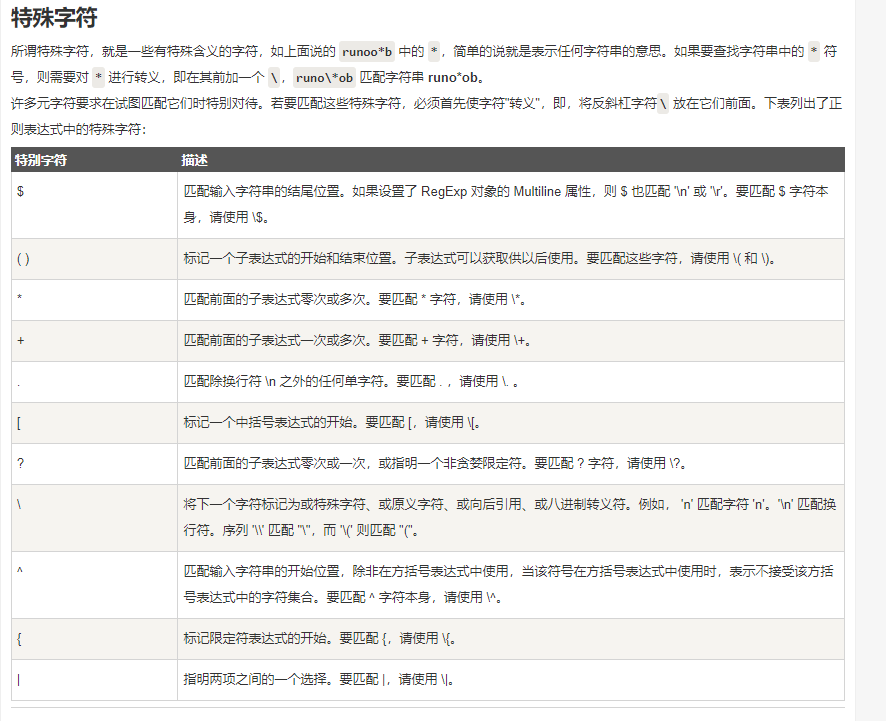 特殊字符
所谓特殊字符，就是一些有特殊含义的字符，如上面说的 runoo*b 中的 *，简单的说就是表示任何字符串的意思。如果要查找字符串中的 * 符
号，则需要对 * 进行转义，即在其前加一个 \，runo\*ob 匹配字符串 runo*ob。
许多元字符要求在试图匹配它们时特别对待。若要匹配这些特殊字符，必须首先使字符"转义"，即，将反斜杠字符\ 放在它们前面。下表列出了正
则表达式中的特殊字符：
特别字符 描述
$ 匹配输入字符串的结尾位置。如果设置了 RegExp 对象的 Multiline 属性，则 $ 也匹配 '\n' 或 '\r'。要匹配 $ 字符本
身，请使用 \$。
( ) 标记一个子表达式的开始和结束位置。子表达式可以获取供以后使用。要匹配这些字符，请使用 \( 和 \)。
* 匹配前面的子表达式零次或多次。要匹配 * 字符，请使用 \*。
+ 匹配前面的子表达式一次或多次。要匹配 + 字符，请使用 \+。
. 匹配除换行符 \n 之外的任何单字符。要匹配 . ，请使用 \. 。
[ 标记一个中括号表达式的开始。要匹配 [，请使用 \[。
? 匹配前面的子表达式零次或一次，或指明一个非贪婪限定符。要匹配 ? 字符，请使用 \?。
\ 将下一个字符标记为或特殊字符、或原义字符、或向后引用、或八进制转义符。例如， 'n' 匹配字符 'n'。'\n' 匹配换
行符。序列 '\\' 匹配 "\"，而 '\(' 则匹配 "("。
^ 匹配输入字符串的开始位置，除非在方括号表达式中使用，当该符号在方括号表达式中使用时，表示不接受该方括
号表达式中的字符集合。要匹配 ^ 字符本身，请使用 \^。
{ 标记限定符表达式的开始。要匹配 {，请使用 \{。
| 指明两项之间的一个选择。要匹配 |，请使用 \|。